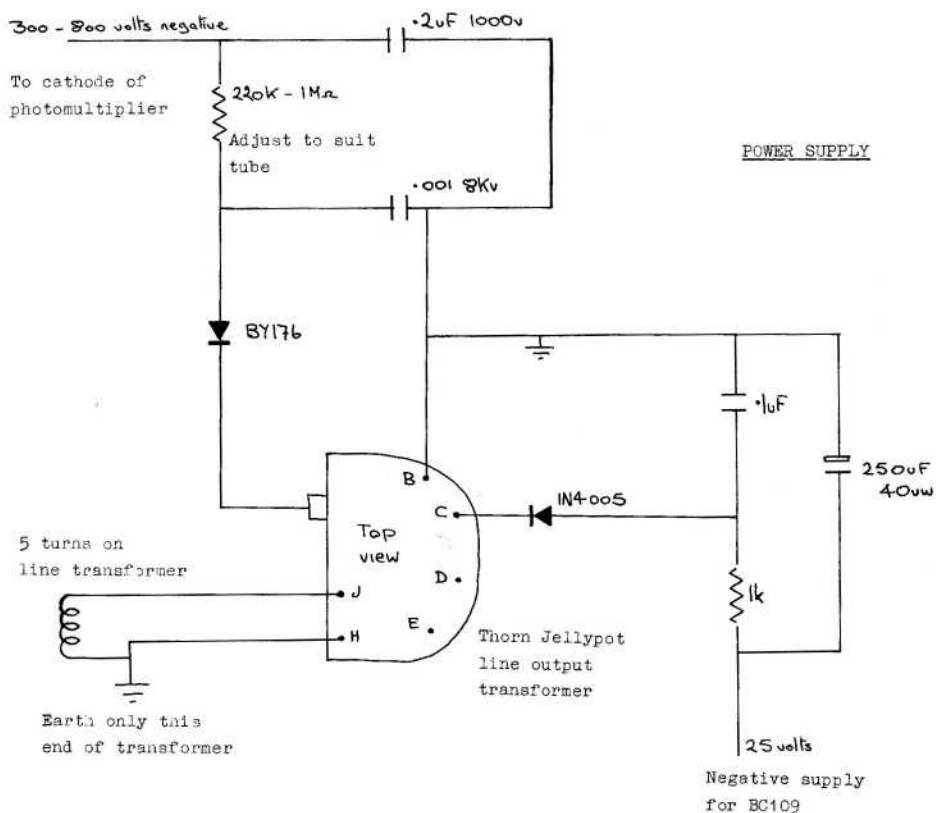 300 - 800 volts negative
·2uF 1000v
To cathode of
photomultiplier
220K - 1MΩ
Adjust to suit
tube
POWER SUPPLY
·001 8Kv
BY176
·1uF
250uF
40vw
B
C
IN4005
Top
view
D
5 turns on
line transformer
J
1k
E
H
Thorn Jellypot
line output
transformer
Earth only this
end of transformer
25 volts
Negative supply
for BC109